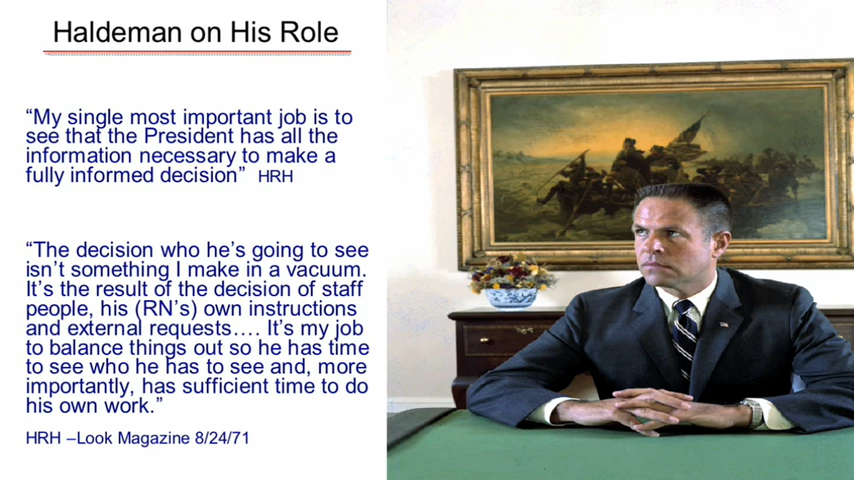 Haldeman on His Role
“My single most important job is to
see that the President has all the
information necessary to make a
fully informed decision” HRH
“The decision who he’s going to see
isn’t something I make in a vacuum.
It’s the result of the decision of staff
people, his (RN’s) own instructions
and external requests…. It’s my job
to balance things out so he has time
to see who he has to see and, more
importantly, has sufficient time to do
his own work.”
HRH –Look Magazine 8/24/71